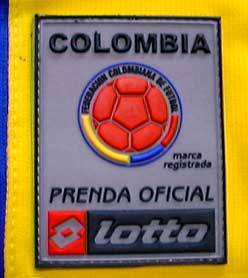 COLOMBIA
FEDERACION COLOMBIANA DE FUTBOL
marca
registrada
PRENDA OFICIAL
lotto